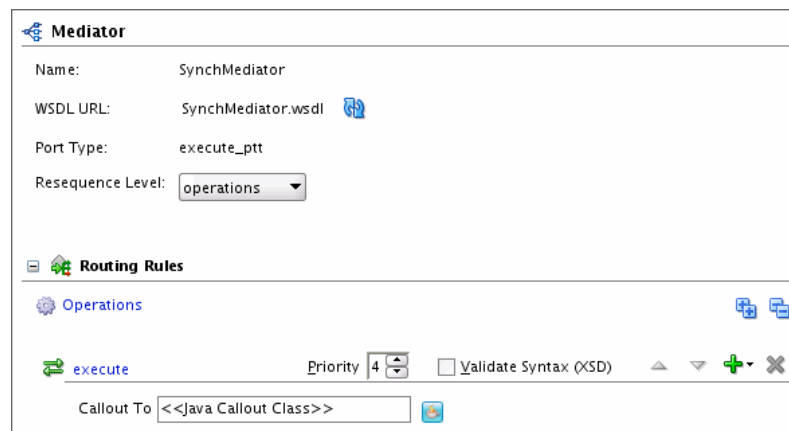 Mediator
Name: SynchMediator
WSDL URL: SynchMediator.wsdl
Port Type: execute_ptt
Resequence Level: operations
Routing Rules
Operations
execute Priority 4 Validate Syntax (XSD)
Callout To <<Java Callout Class>>